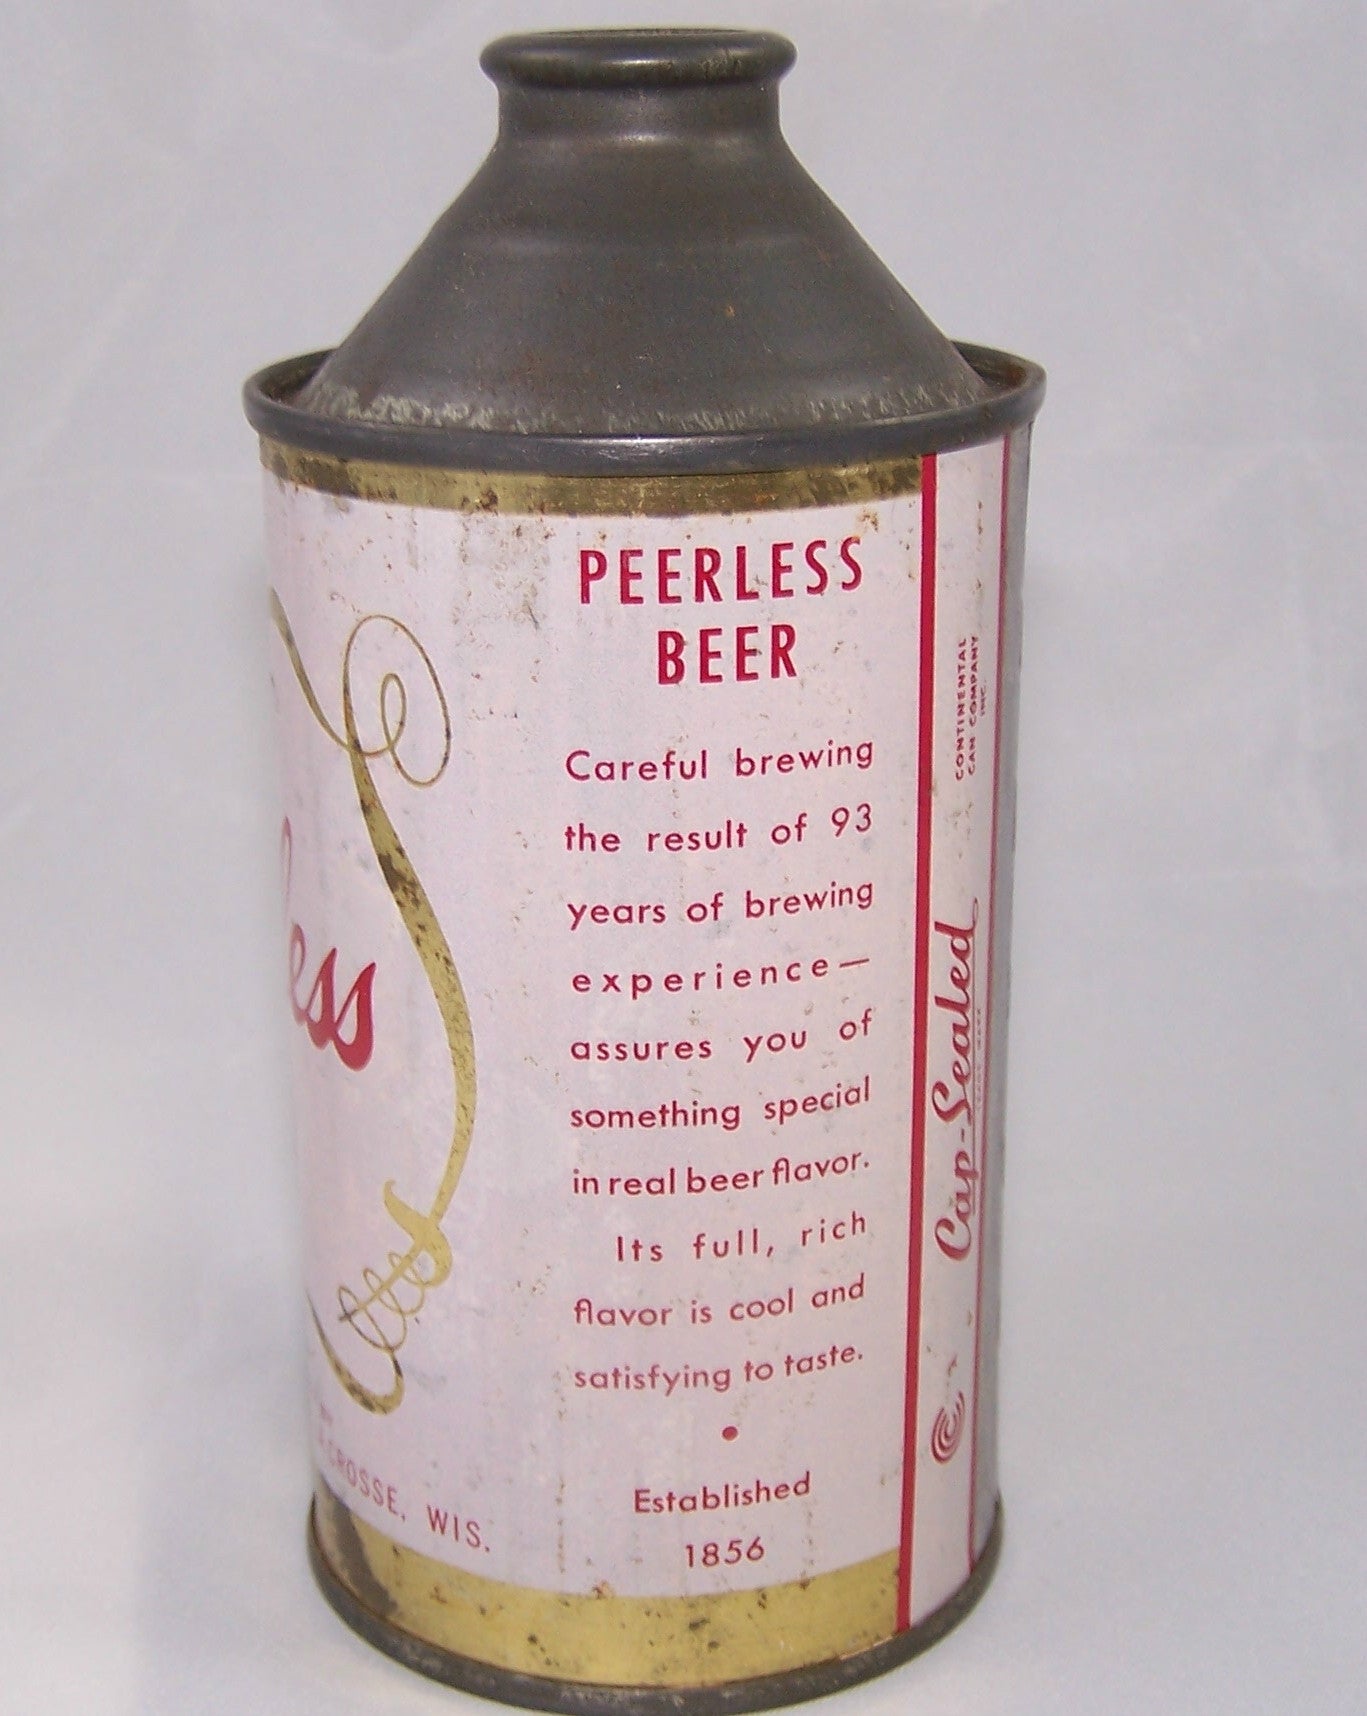 PEERLESS
BEER
Careful brewing
the result of 93
years of brewing
experience—
assures you of
something special
in real beer flavor.
Its full, rich
flavor is cool and
satisfying to taste.
•
Established
1856
ess
CROSSE, WIS.
CONTINENTAL
CAN COMPANY
INC.
Cap-Sealed